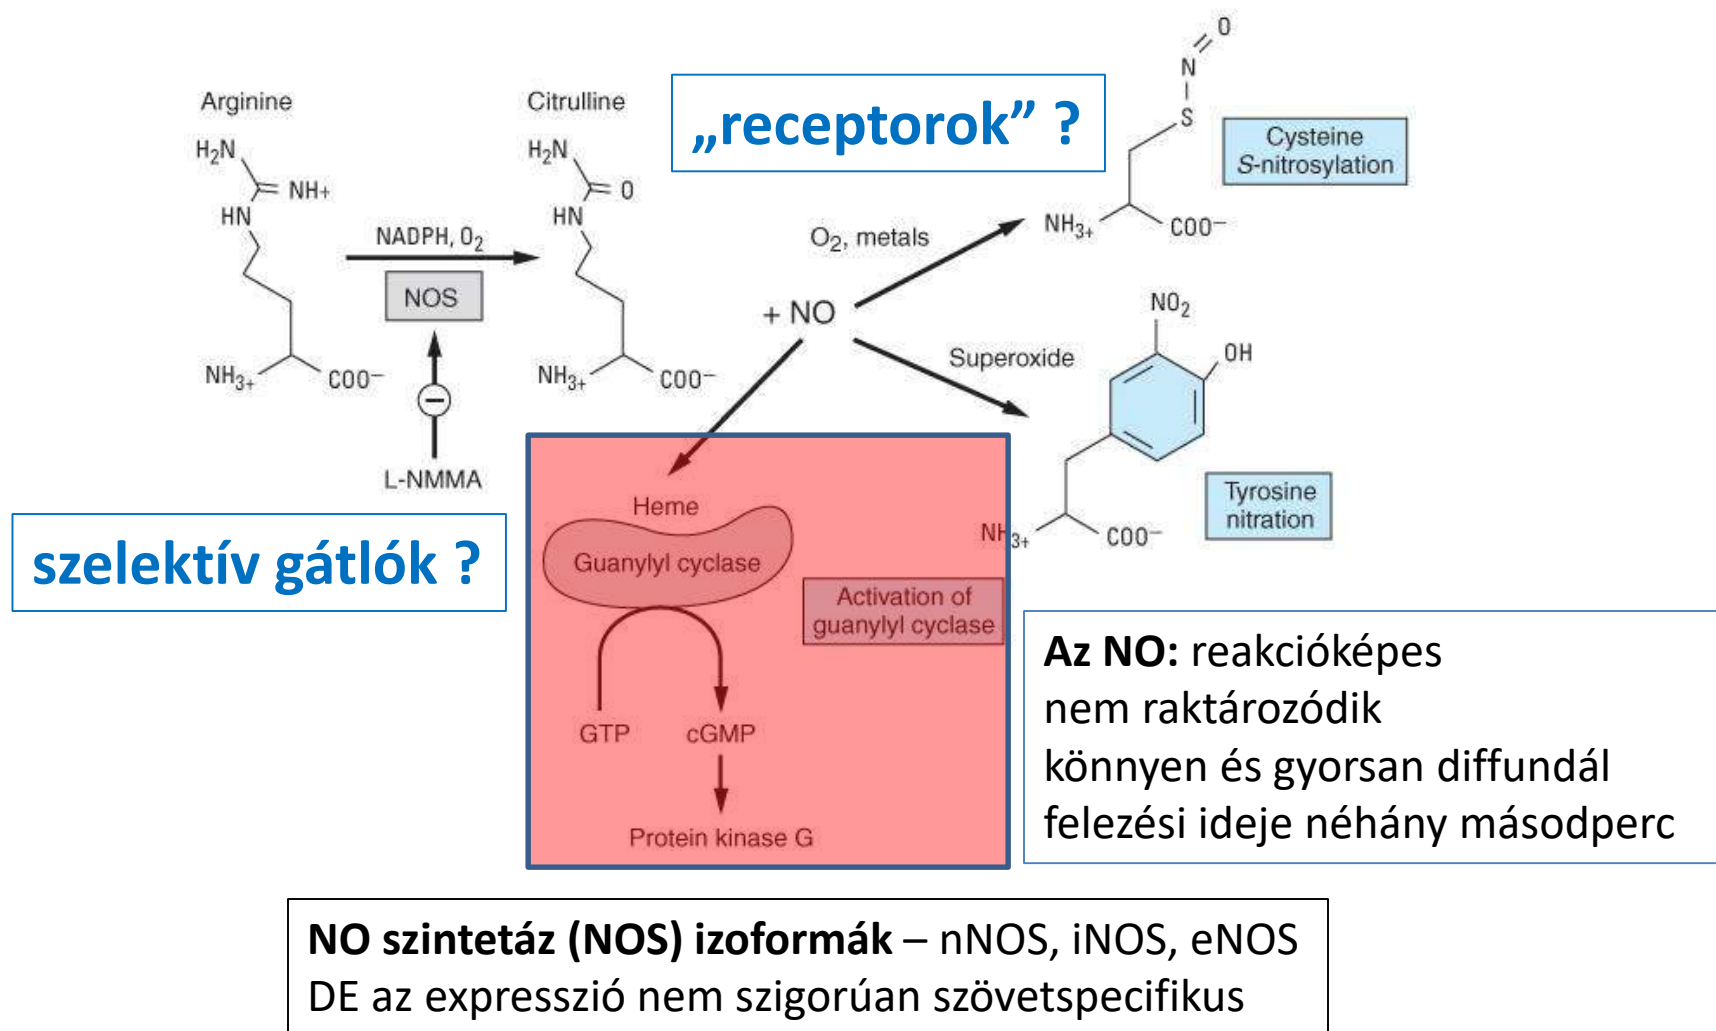 Arginine
H₂N
NH+
HN
NH₃₊
COO⁻
NADPH, O₂
NOS
−
L-NMMA
szelektív gátlók ?
Citrulline
H₂N
O
HN
NH₃₊
COO⁻
„receptorok” ?
+ NO
O₂, metals
O
N
S
NH₃₊
COO⁻
Cysteine
S-nitrosylation
Superoxide
NO₂
OH
NH₃₊
COO⁻
Tyrosine
nitration
Heme
Guanylyl cyclase
Activation of
guanylyl cyclase
GTP
cGMP
Protein kinase G
Az NO: reakcióképes
nem raktározódik
könnyen és gyorsan diffundál
felezési ideje néhány másodperc
NO szintetáz (NOS) izoformák – nNOS, iNOS, eNOS
DE az expresszió nem szigorúan szövetspecifikus